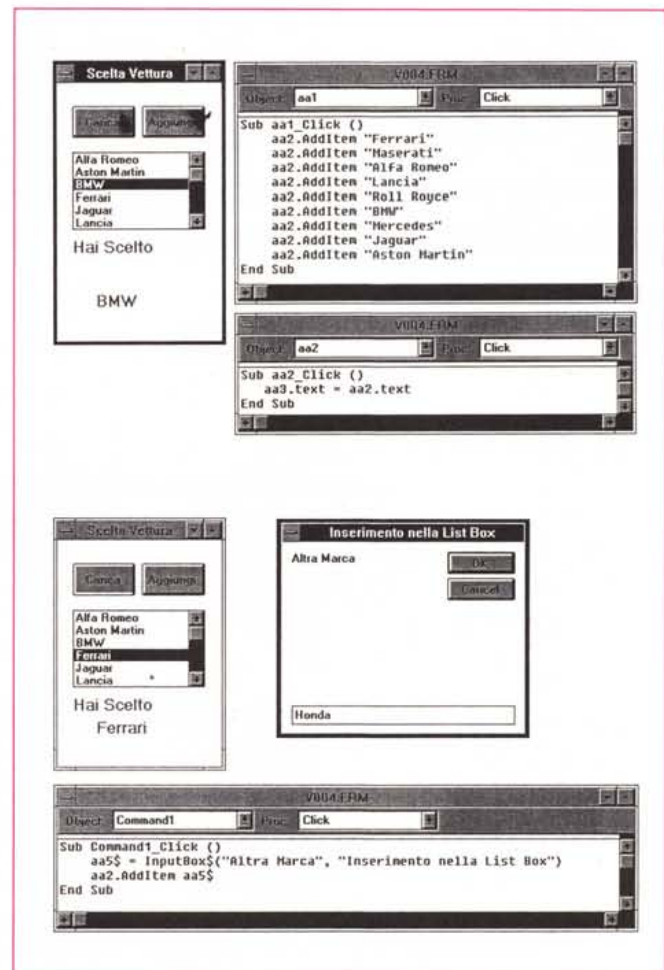 Scelta Vettura
Carica Aggiungi
Alfa Romeo
Aston Martin
BMW
Ferrari
Jaguar
Lancia
Hai Scelto
BMW
V004.FRM
Object: aa1 Proc: Click
Sub aa1_Click ()
aa2.AddItem "Ferrari"
aa2.AddItem "Maserati"
aa2.AddItem "Alfa Romeo"
aa2.AddItem "Lancia"
aa2.AddItem "Roll Royce"
aa2.AddItem "BMW"
aa2.AddItem "Mercedes"
aa2.AddItem "Jaguar"
aa2.AddItem "Aston Martin"
End Sub
V004.FRM
Object: aa2 Proc: Click
Sub aa2_Click ()
aa3.text = aa2.text
End Sub
Scelta Vettura
Carica Aggiungi
Alfa Romeo
Aston Martin
BMW
Ferrari
Jaguar
Lancia
Hai Scelto
Ferrari
Inserimento nella List Box
Altra Marca
OK
Cancel
Honda
V004.FRM
Object: Command1 Proc: Click
Sub Command1_Click ()
aa5$ = InputBox$("Altra Marca", "Inserimento nella List Box")
aa2.AddItem aa5$
End Sub